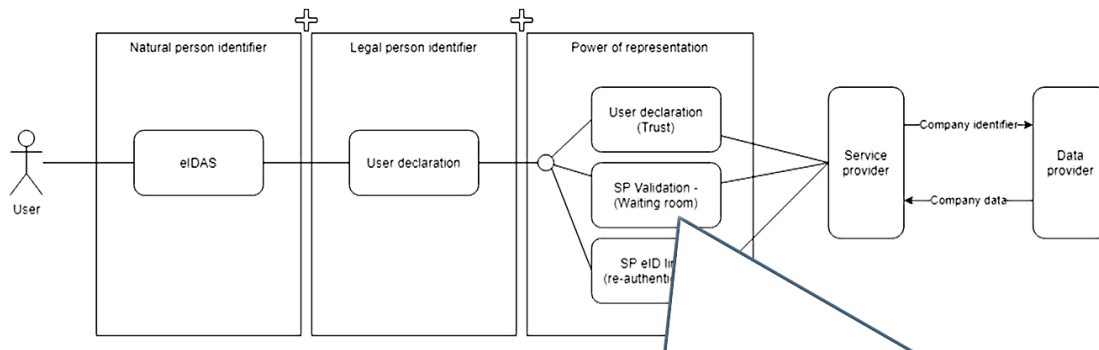 Natural person identifier
Legal person identifier
Power of representation
User
eIDAS
User declaration
User declaration
(Trust)
SP Validation -
(Waiting room)
SP eID
Service
provider
Company identifier
Company data
Data
provider